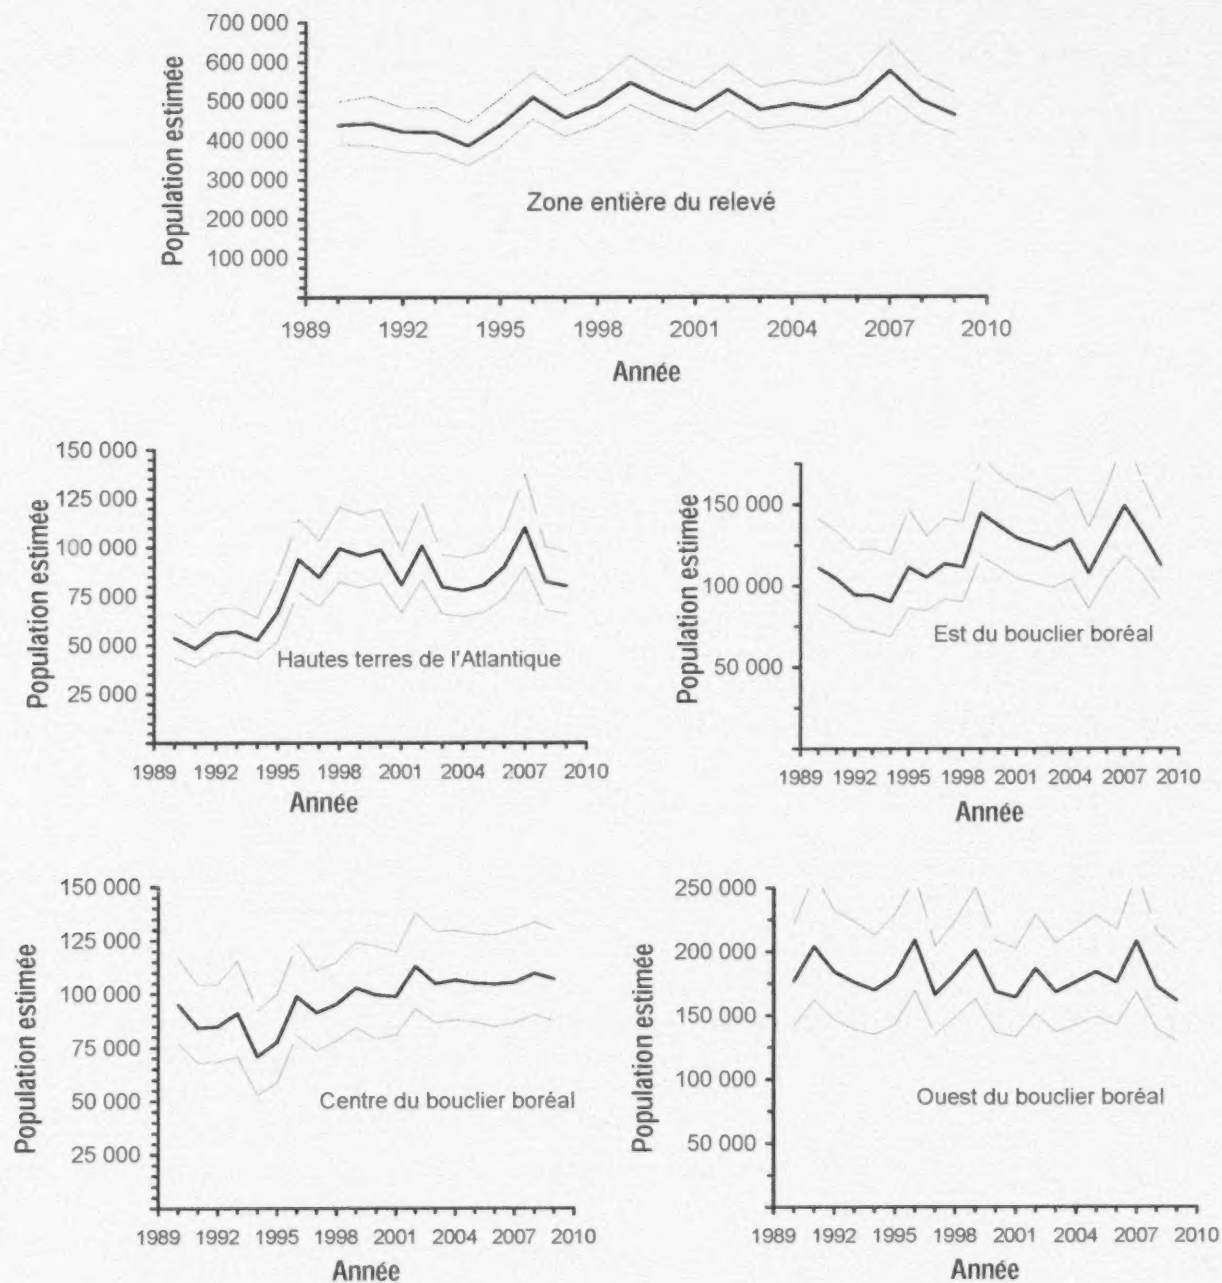 700 000
600 000
500 000
400 000
300 000
200 000
100 000
Population estimée
Zone entière du relevé
1989 1992 1995 1998 2001 2004 2007 2010
Année
150 000
125 000
100 000
75 000
50 000
25 000
Population estimée
Hautes terres de l'Atlantique
1989 1992 1995 1998 2001 2004 2007 2010
Année
150 000
100 000
50 000
Population estimée
Est du bouclier boréal
1989 1992 1995 1998 2001 2004 2007 2010
Année
150 000
125 000
100 000
75 000
50 000
25 000
Population estimée
Centre du bouclier boréal
1989 1992 1995 1998 2001 2004 2007 2010
Année
250 000
200 000
150 000
100 000
50 000
Population estimée
Ouest du bouclier boréal
1989 1992 1995 1998 2001 2004 2007 2010
Année